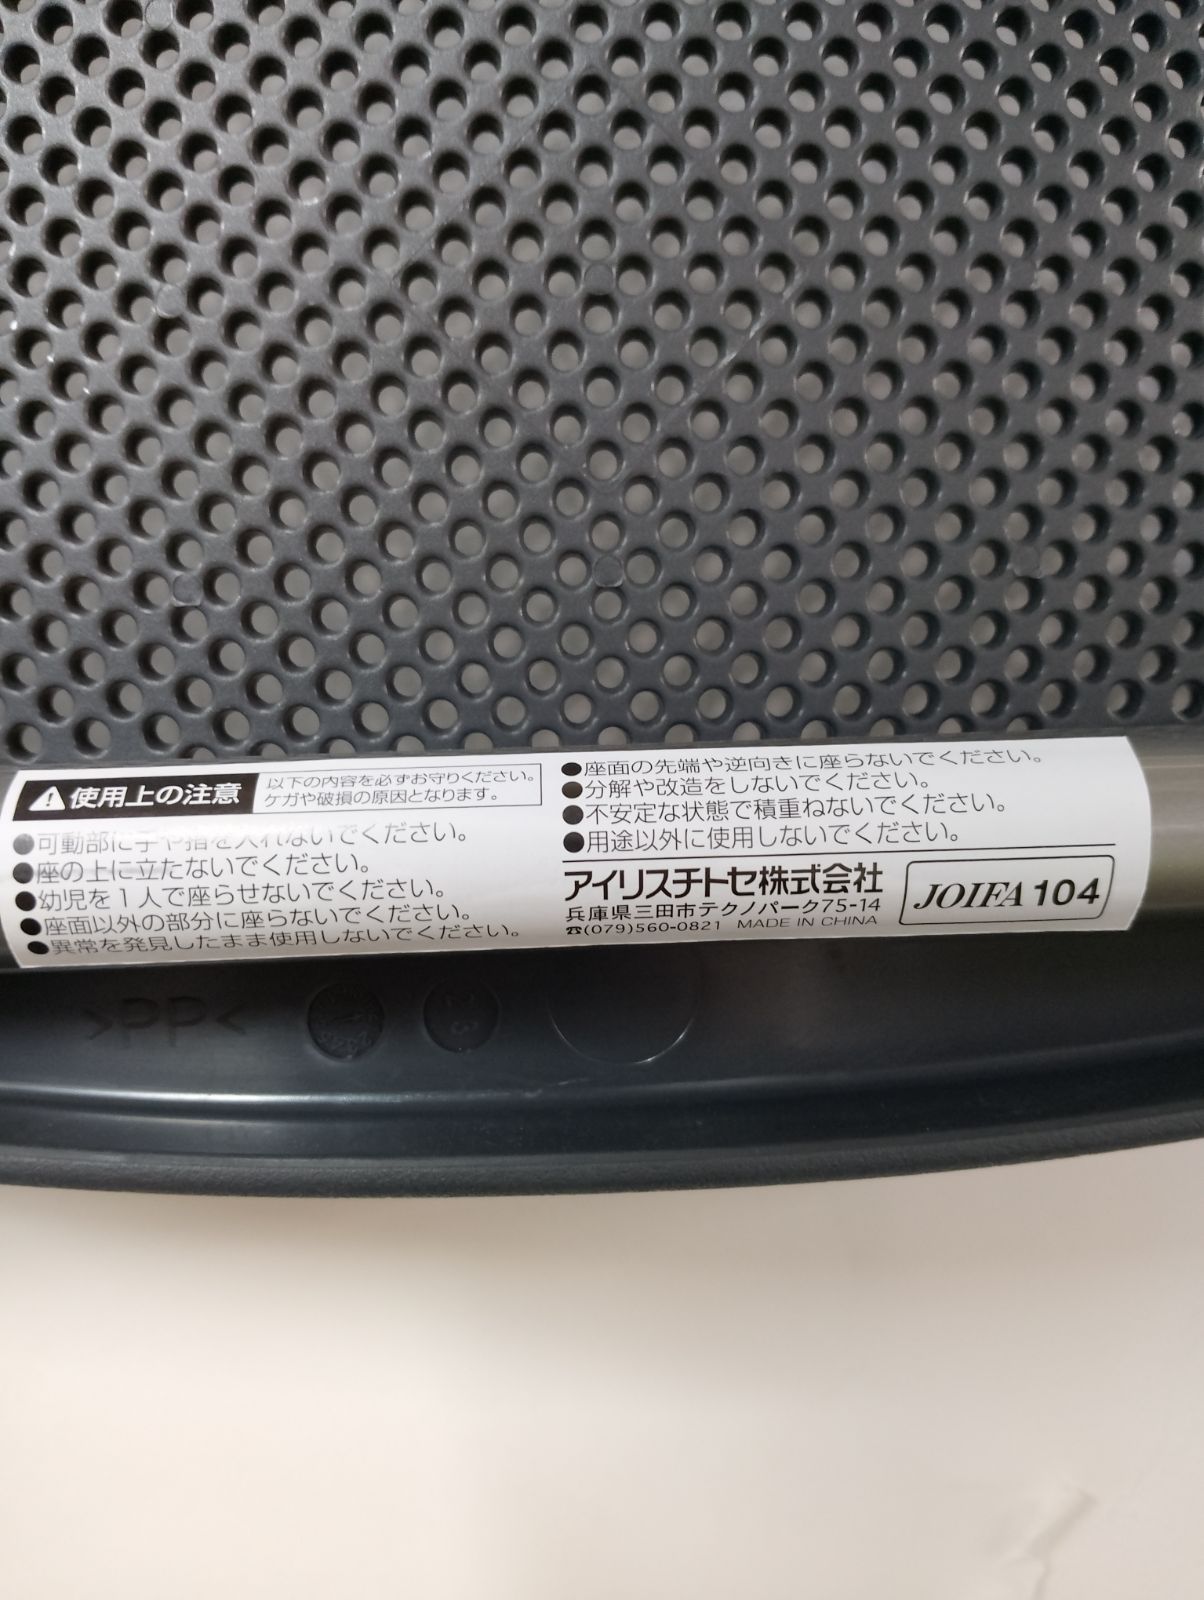 使用上の注意
以下の内容を必ずお守りください。
ケガや破損の原因となります。
●可動部に手や指を入れないでください。
●座の上に立たないでください。
●幼児を1人で座らせないでください。
●座面以外の部分に座らないでください。
●異常を発見したまま使用しないでください。
●座面の先端や逆向きに座らないでください。
●分解や改造をしないでください。
●不安定な状態で積重ねないでください。
●用途以外に使用しないでください。
アイリスチトセ株式会社
兵庫県三田市テクノパーク75-14
☎(079)560-0821 MADE IN CHINA
JOIFA 104
>PP<